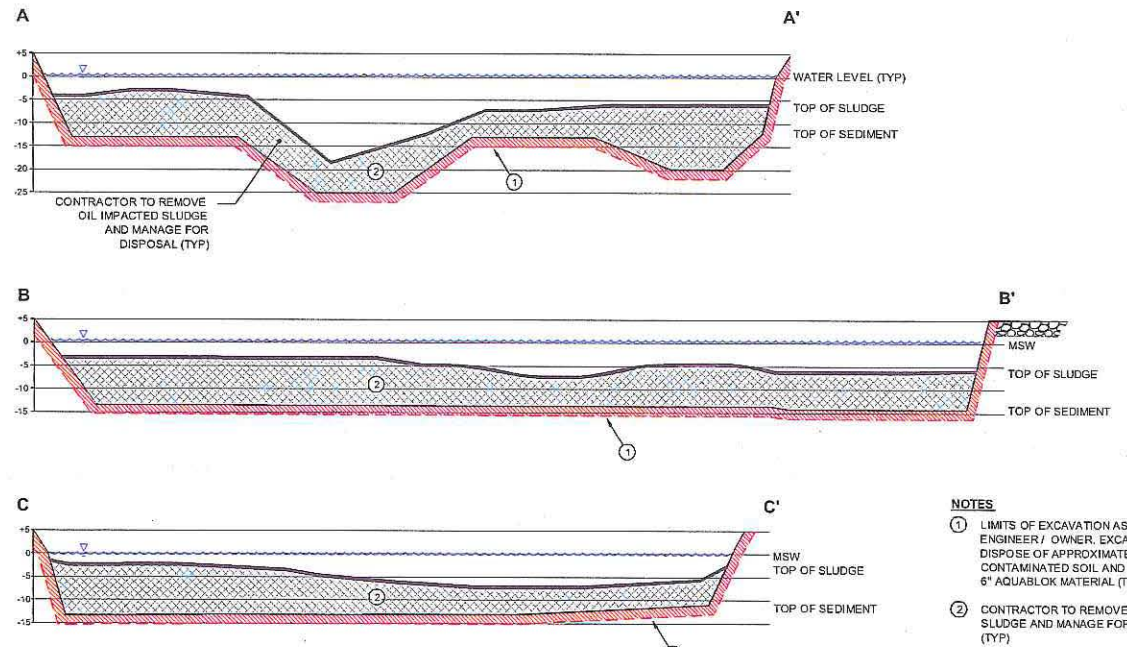 A
A'
+5
0
-5
-10
-15
-20
-25
WATER LEVEL (TYP)
TOP OF SLUDGE
TOP OF SEDIMENT
2
1
CONTRACTOR TO REMOVE
OIL IMPACTED SLUDGE
AND MANAGE FOR
DISPOSAL (TYP)
B
B'
+5
0
-5
-10
-15
MSW
TOP OF SLUDGE
TOP OF SEDIMENT
2
1
C
C'
+5
0
-5
-10
-15
MSW
TOP OF SLUDGE
TOP OF SEDIMENT
2
NOTES
1 LIMITS OF EXCAVATION AS
ENGINEER / OWNER. EXCA
DISPOSE OF APPROXIMATE
CONTAMINATED SOIL AND
6" AQUABLOK MATERIAL (T
2 CONTRACTOR TO REMOVE
SLUDGE AND MANAGE FOR
(TYP)